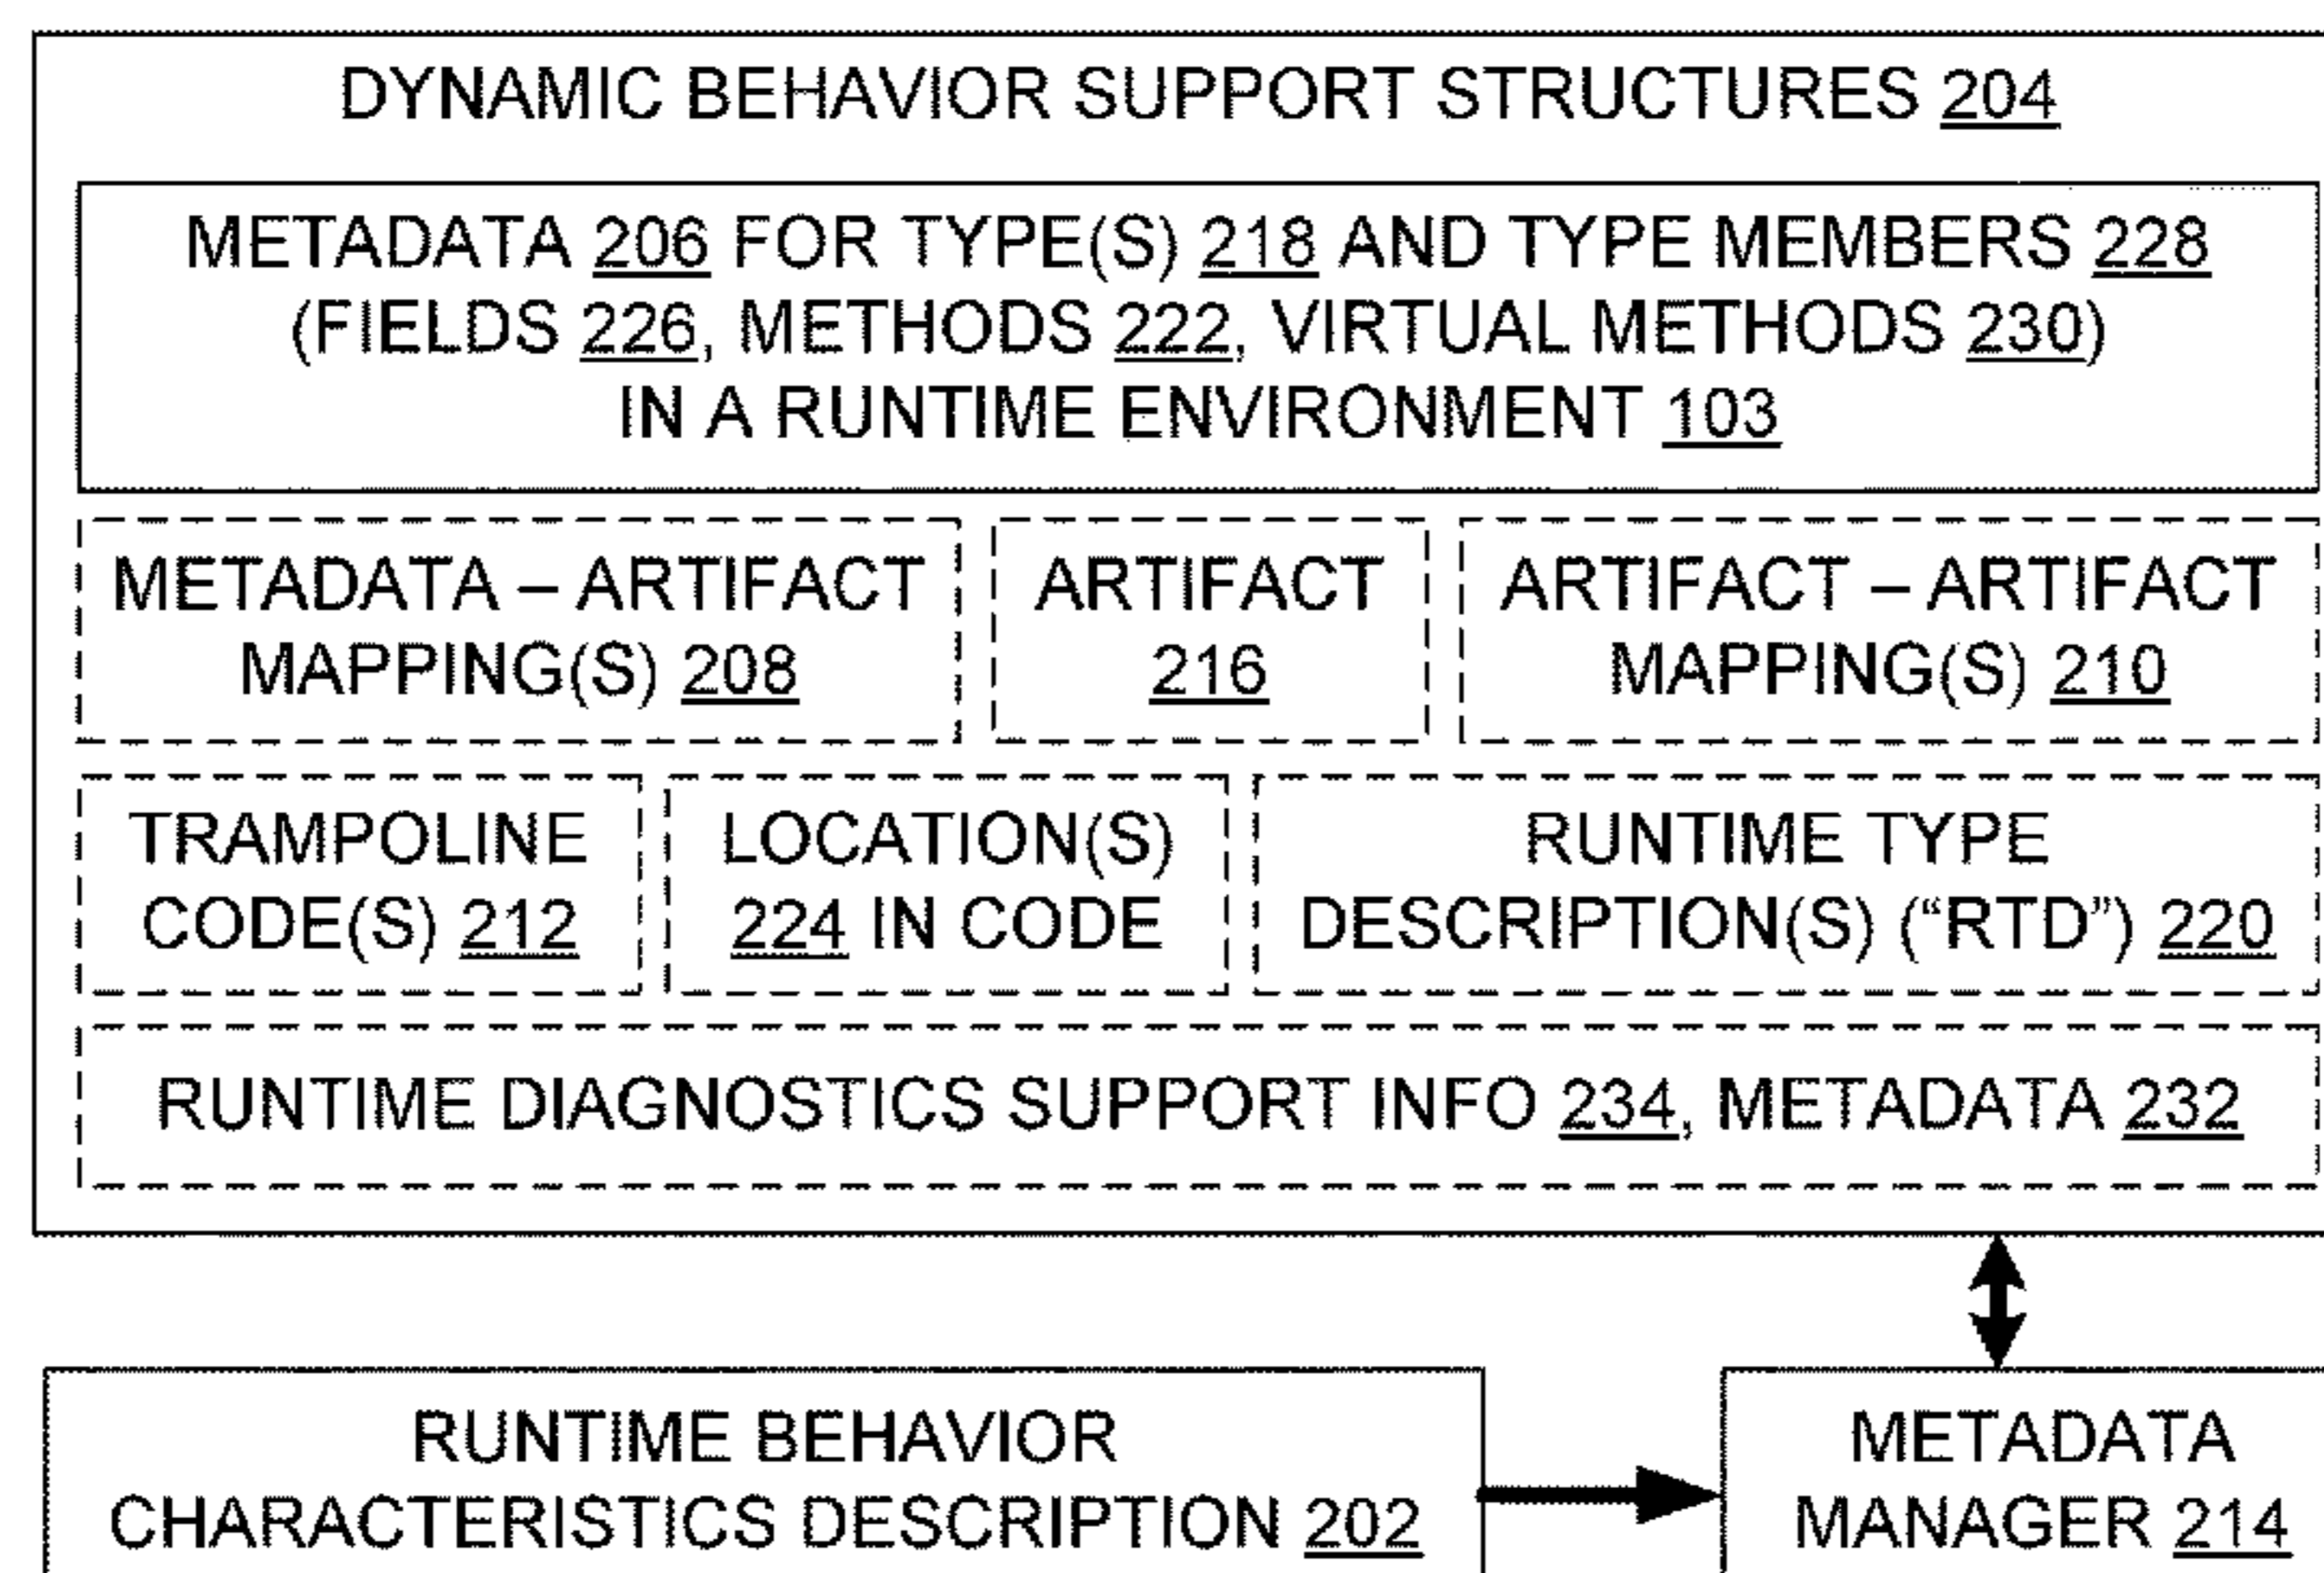 DYNAMIC BEHAVIOR SUPPORT STRUCTURES 204
METADATA 206 FOR TYPE(S) 218 AND TYPE MEMBERS 228
(FIELDS 226, METHODS 222, VIRTUAL METHODS 230)
IN A RUNTIME ENVIRONMENT 103
METADATA – ARTIFACT
MAPPING(S) 208
ARTIFACT
216
ARTIFACT – ARTIFACT
MAPPING(S) 210
TRAMPOLINE
CODE(S) 212
LOCATION(S)
224 IN CODE
RUNTIME TYPE
DESCRIPTION(S) (“RTD”) 220
RUNTIME DIAGNOSTICS SUPPORT INFO 234, METADATA 232
RUNTIME BEHAVIOR
CHARACTERISTICS DESCRIPTION 202
METADATA
MANAGER 214